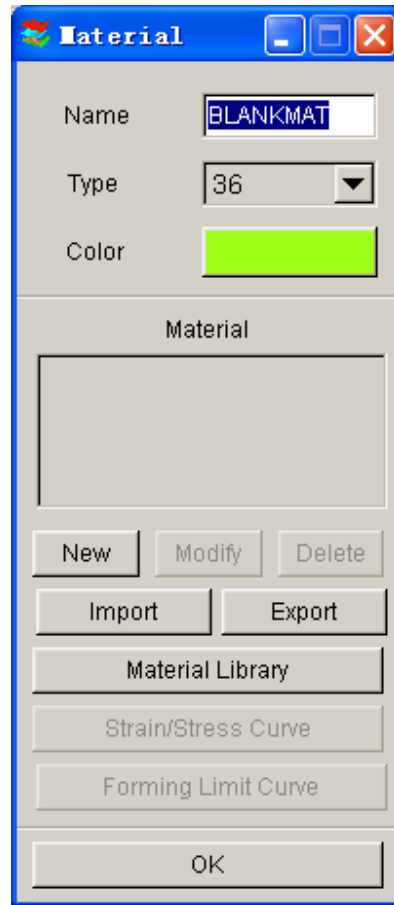 Material
Name BLANKMAT
Type 36
Color
Material
New Modify Delete
Import Export
Material Library
Strain/Stress Curve
Forming Limit Curve
OK